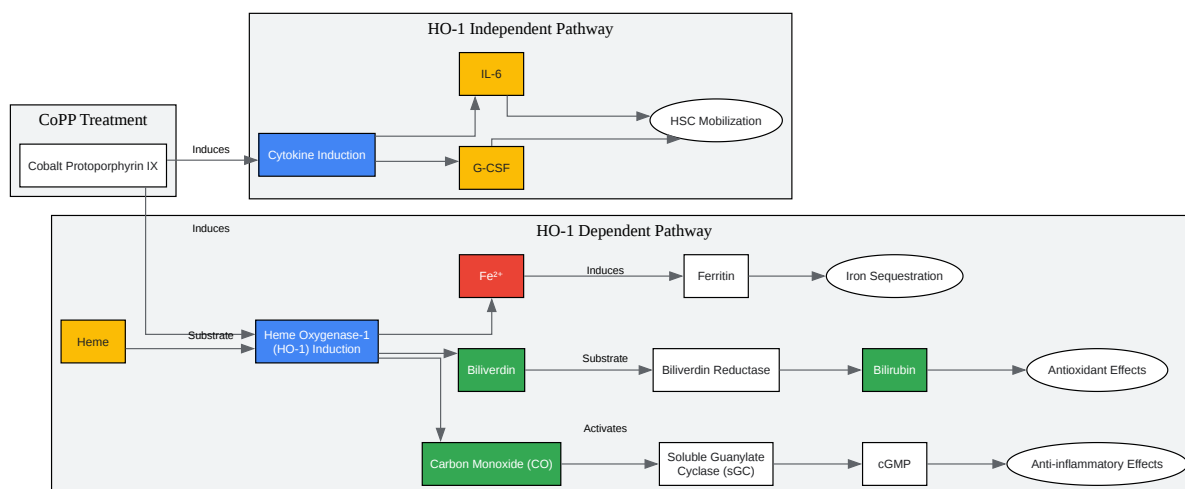 HO-1 Independent Pathway
IL-6
CoPP Treatment
HSC Mobilization
Cobalt Protoporphyrin IX
Induces
Cytokine Induction
G-CSF
Induces
HO-1 Dependent Pathway
Fe²⁺
Induces
Ferritin
Iron Sequestration
Heme
Substrate
Heme Oxygenase-1
(HO-1) Induction
Biliverdin
Substrate
Biliverdin Reductase
Bilirubin
Antioxidant Effects
Activates
Carbon Monoxide (CO)
Soluble Guanylate
Cyclase (sGC)
cGMP
Anti-inflammatory Effects